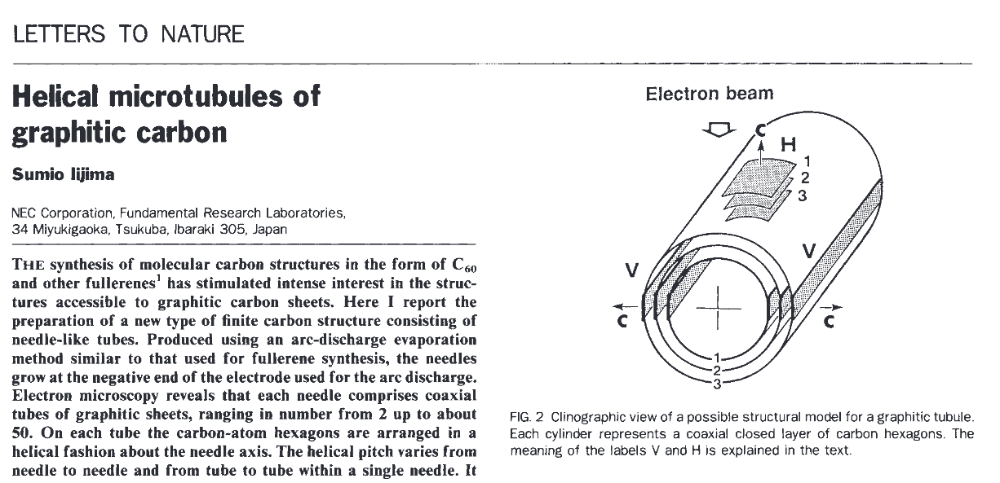 LETTERS TO NATURE
Helical microtubules of
graphitic carbon
Sumio Iijima
NEC Corporation, Fundamental Research Laboratories,
34 Miyukigaoka, Tsukuba, Ibaraki 305, Japan
THE synthesis of molecular carbon structures in the form of C₆₀
and other fullerenes¹ has stimulated intense interest in the struc-
tures accessible to graphitic carbon sheets. Here I report the
preparation of a new type of finite carbon structure consisting of
needle-like tubes. Produced using an arc-discharge evaporation
method similar to that used for fullerene synthesis, the needles
grow at the negative end of the electrode used for the arc discharge.
Electron microscopy reveals that each needle comprises coaxial
tubes of graphitic sheets, ranging in number from 2 up to about
50. On each tube the carbon-atom hexagons are arranged in a
helical fashion about the needle axis. The helical pitch varies from
needle to needle and from tube to tube within a single needle. It
Electron beam
C
H
1
2
3
V
V
C
C
1
2
3
FIG. 2 Clinographic view of a possible structural model for a graphitic tubule.
Each cylinder represents a coaxial closed layer of carbon hexagons. The
meaning of the labels V and H is explained in the text.